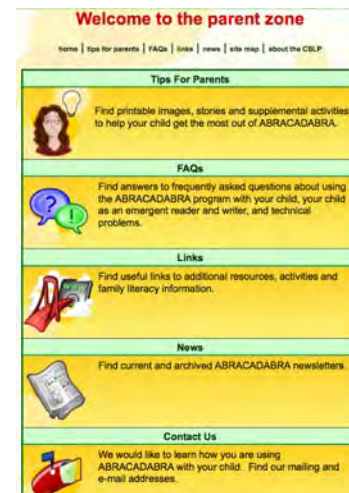 Welcome to the parent zone
home | tips for parents | FAQs | links | news | site map | about the CSLP
Tips For Parents
Find printable images, stories and supplemental activities
to help your child get the most out of ABRACADABRA.
FAQs
Find answers to frequently asked questions about using
the ABRACADABRA program with your child, your child
as an emergent reader and writer, and technical
problems.
Links
Find useful links to additional resources, activities and
family literacy information.
News
Find current and archived ABRACADABRA newsletters.
Contact Us
We would like to learn how you are using
ABRACADABRA with your child. Find our mailing and
e-mail addresses.